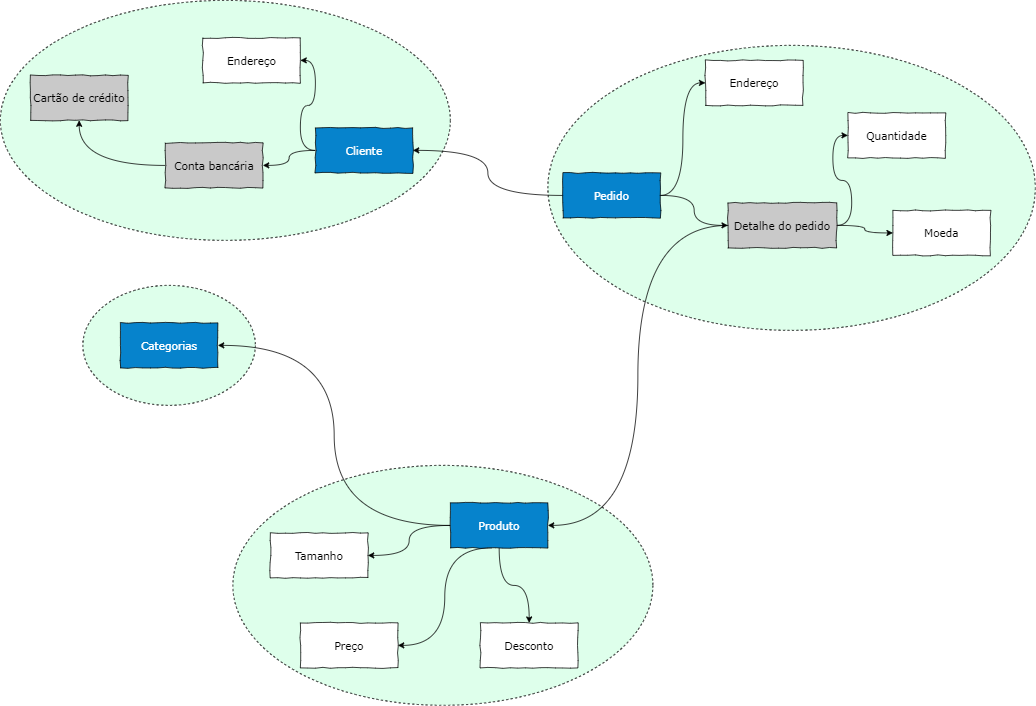 Endereço
Cartão de crédito
Cliente
Conta bancária
Endereço
Quantidade
Pedido
Detalhe do pedido
Moeda
Categorias
Produto
Tamanho
Preço
Desconto